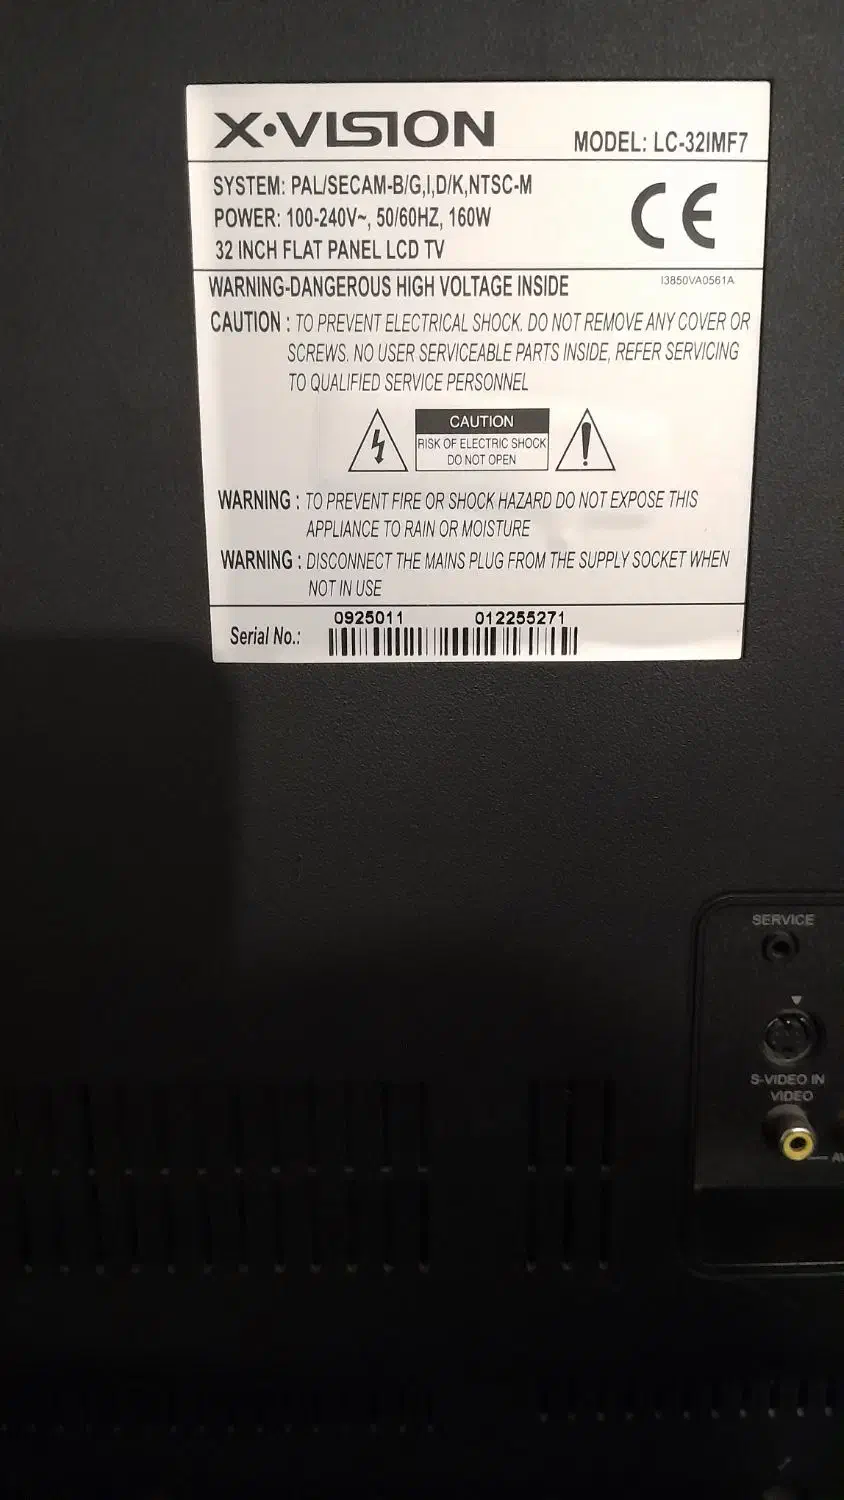 X·VISION
MODEL: LC-32IMF7
SYSTEM: PAL/SECAM-B/G,I,D/K,NTSC-M
POWER: 100-240V~, 50/60HZ, 160W
32 INCH FLAT PANEL LCD TV
CE
WARNING-DANGEROUS HIGH VOLTAGE INSIDE
I3850VA0561A
CAUTION : TO PREVENT ELECTRICAL SHOCK. DO NOT REMOVE ANY COVER OR
SCREWS. NO USER SERVICEABLE PARTS INSIDE, REFER SERVICING
TO QUALIFIED SERVICE PERSONNEL
CAUTION
RISK OF ELECTRIC SHOCK
DO NOT OPEN
WARNING : TO PREVENT FIRE OR SHOCK HAZARD DO NOT EXPOSE THIS
APPLIANCE TO RAIN OR MOISTURE
WARNING : DISCONNECT THE MAINS PLUG FROM THE SUPPLY SOCKET WHEN
NOT IN USE
0925011 012255271
Serial No.:
SERVICE
S-VIDEO IN
VIDEO